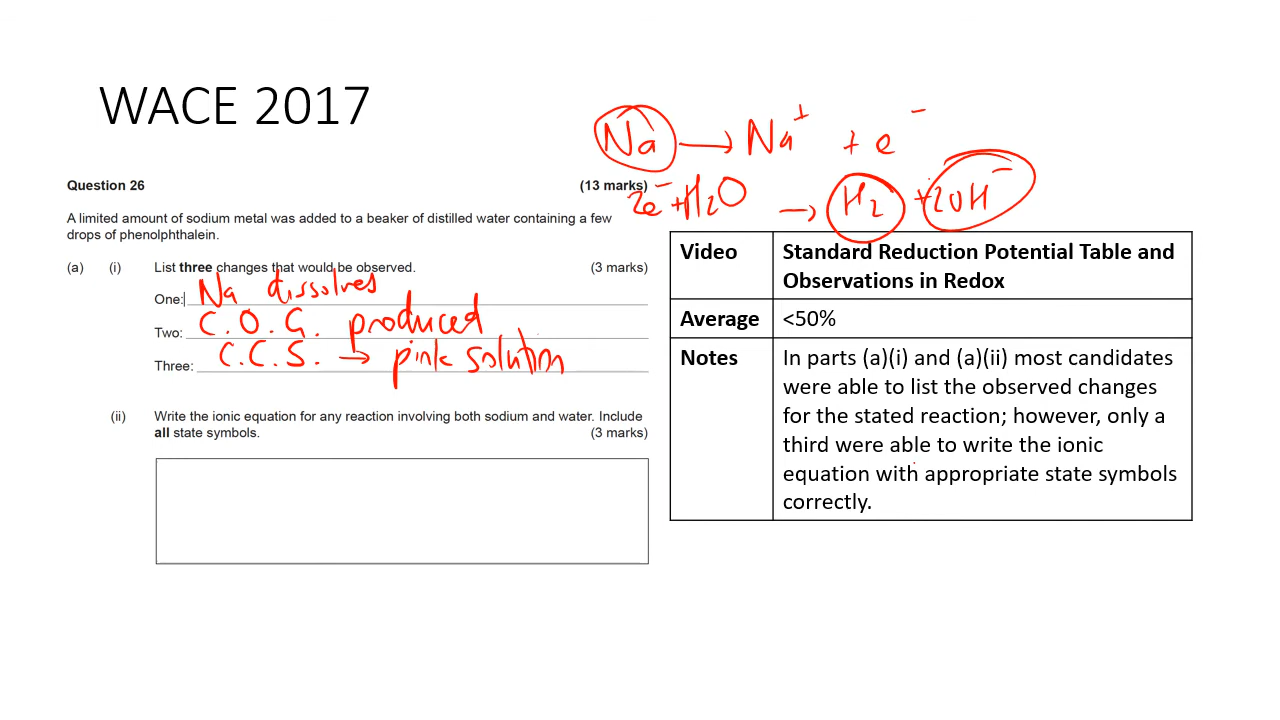 WACE 2017
Na → Na⁺ + e⁻
2e⁻ + H₂O → H₂ + 2OH⁻
Question 26 (13 marks)
A limited amount of sodium metal was added to a beaker of distilled water containing a few
drops of phenolphthalein.
(a) (i) List three changes that would be observed. (3 marks)
One: Na dissolves
Two: C.O.G. produced
Three: C.C.S. → pink solution
(ii) Write the ionic equation for any reaction involving both sodium and water. Include
all state symbols. (3 marks)
Video Standard Reduction Potential Table and
Observations in Redox
Average <50%
Notes In parts (a)(i) and (a)(ii) most candidates
were able to list the observed changes
for the stated reaction; however, only a
third were able to write the ionic
equation with appropriate state symbols
correctly.